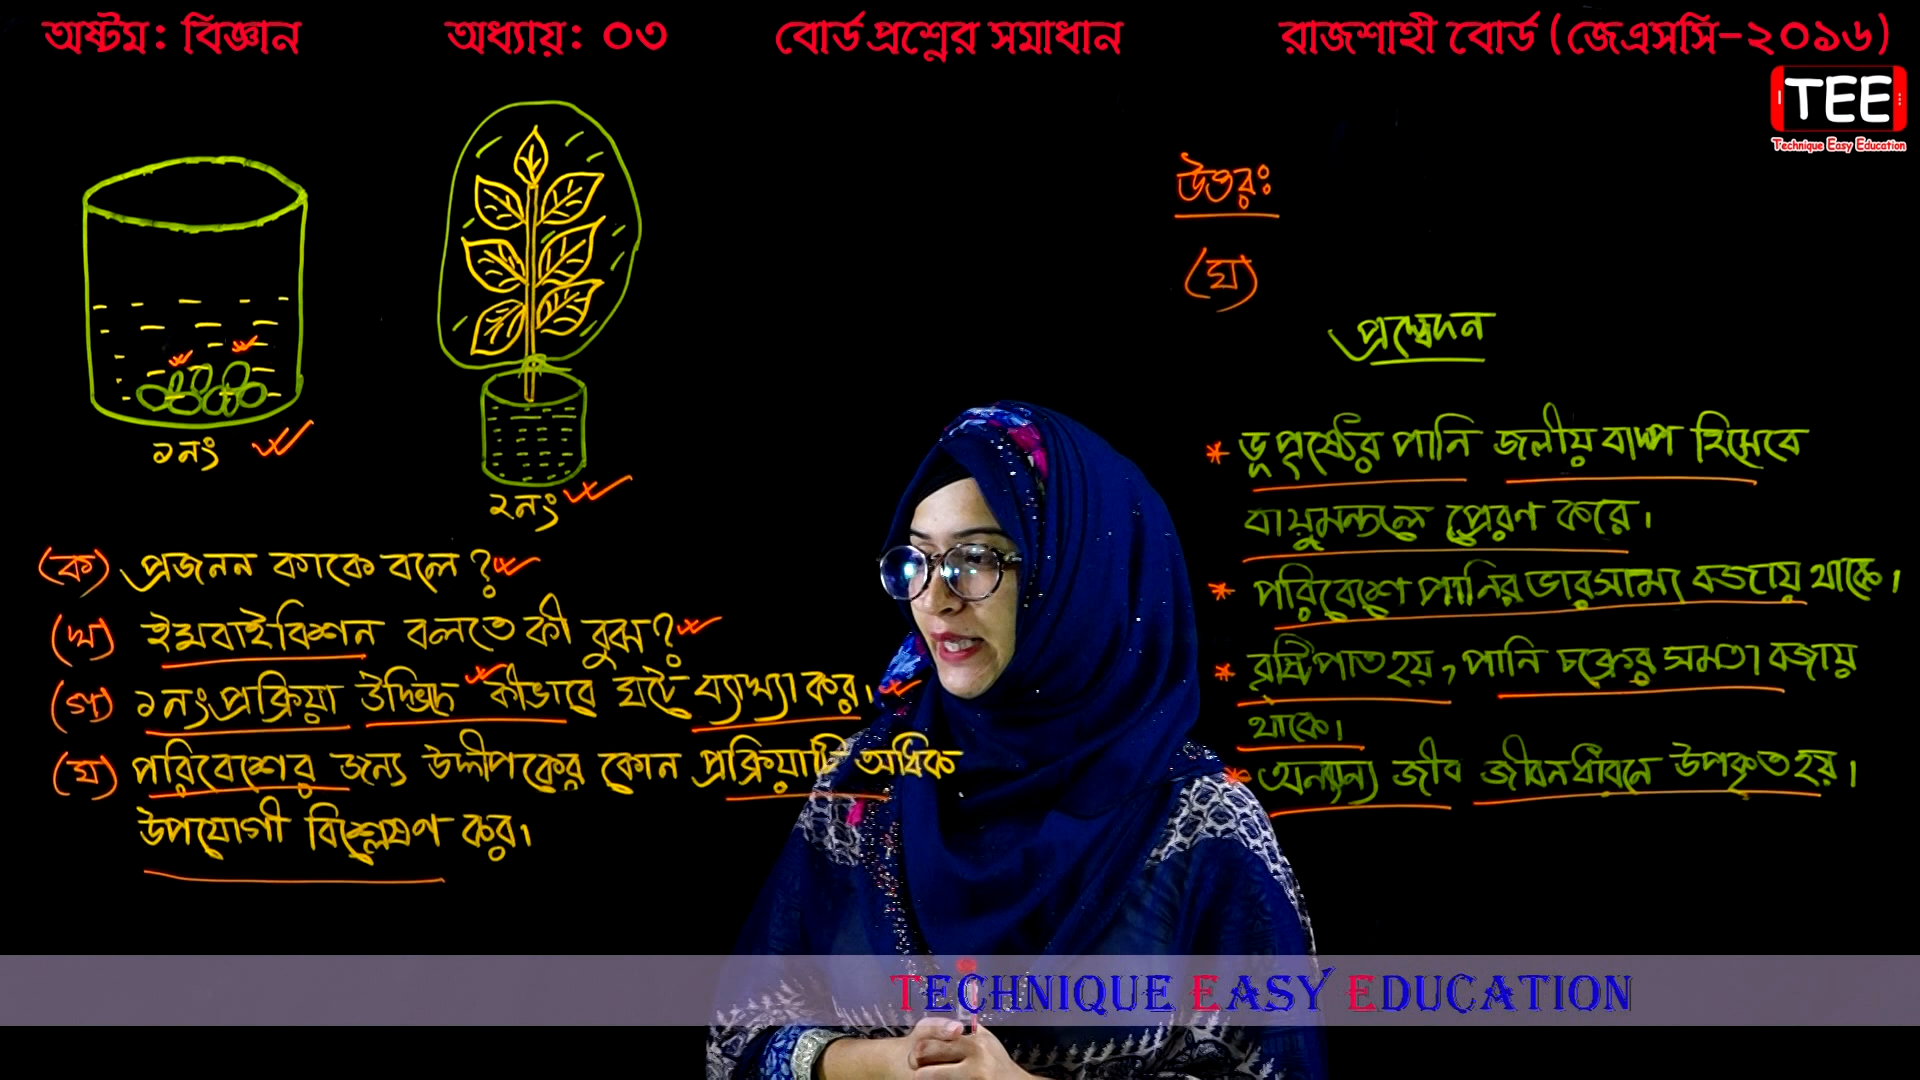 অষ্টম: বিজ্ঞান
অধ্যায়: ০৩
বোর্ড প্রশ্নের সমাধান
রাজশাহী বোর্ড (জেএসসি-২০১৬)
TEE
Technique Easy Education
১নং
২নং
(ক) প্রজনন কাকে বলে?
(খ) ইমবাইবিশন বলতে কী বুঝ?
(গ) ১নং প্রক্রিয়া উদ্ভিদে কীভাবে ঘটে ব্যাখ্যা কর।
(ঘ) পরিবেশের জন্য উদ্দীপকের কোন প্রক্রিয়াটি অধিক
উপযোগী বিশ্লেষণ কর।
উত্তর:
(ঘ)
প্রস্বেদন
* ভূপৃষ্ঠের পানি জলীয় বাষ্প হিসেবে
বায়ুমন্ডলে প্রেরণ করে।
* পরিবেশে পানির ভারসাম্য বজায় থাকে।
* বৃষ্টিপাত হয়, পানি চক্রের সমতা বজায়
থাকে।
* অন্যান্য জীব জীবনধারনে উপকৃত হয়।
TECHNIQUE EASY EDUCATION